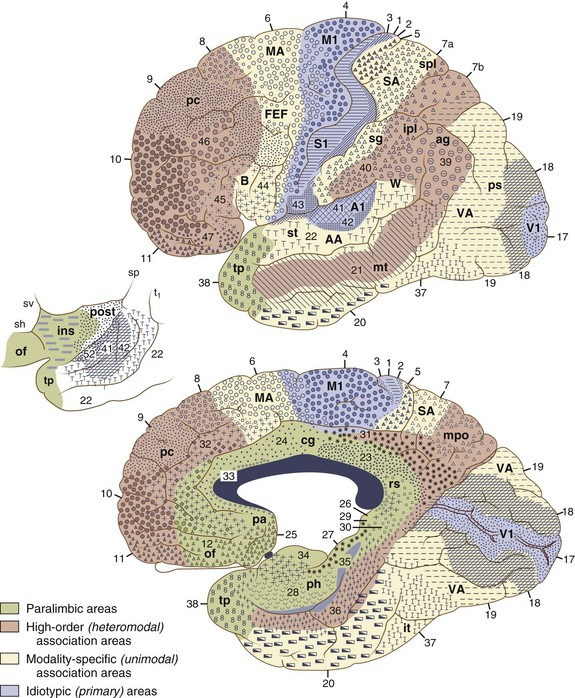 4
6
3
1
2
5
8
MA
M1
7a
spl
9
SA
7b
pc
FEF
19
46
S1
sg
ipl
ag
10
40
39
18
B
44
W
ps
45
43
41
A1
42
VA
V1
47
st
22
AA
17
11
tp
21
mt
18
38
37
19
20
sp
sv
post
t1
sh
ins
of
52
41
42
22
tp
22
4
6
3
1
2
5
8
MA
M1
SA
7
9
32
24
cg
31
mpo
pc
23
VA
19
33
rs
18
10
pa
26
29
30
V1
25
27
12
of
34
35
11
17
ph
28
tp
36
VA
18
38
it
19
37
20
Paralimbic areas
High-order (heteromodal)
association areas
Modality-specific (unimodal)
association areas
Idiotypic (primary) areas